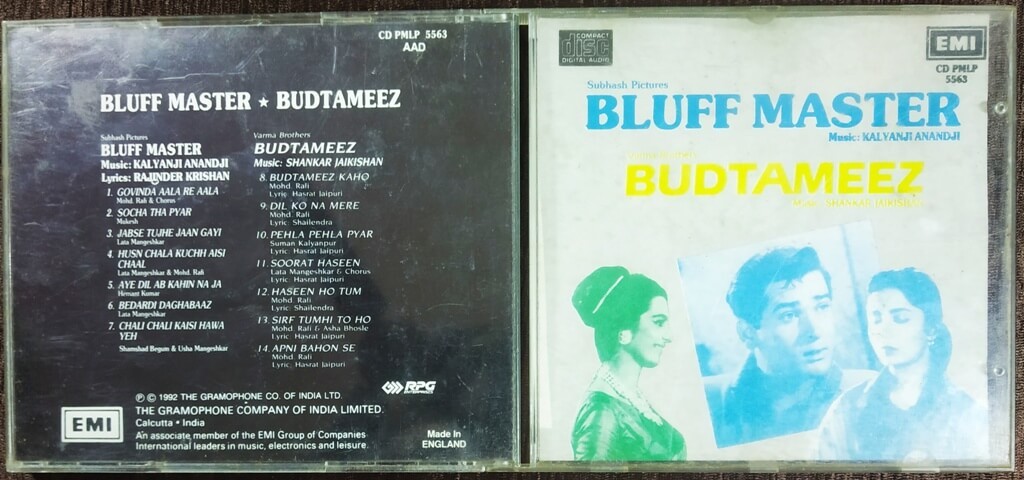 CD PMLP 5563
AAD
BLUFF MASTER ★ BUDTAMEEZ
Subhash Pictures
BLUFF MASTER
Music: KALYANJI ANANDJI
Lyrics: RAJINDER KRISHAN
1. GOVINDA AALA RE AALA
Mohd. Rafi & Chorus
2. SOCHA THA PYAR
Mukesh
3. JABSE TUJHE JAAN GAYI
Lata Mangeshkar
4. HUSN CHALA KUCHH AISI
CHAAL
Lata Mangeshkar & Mohd. Rafi
5. AYE DIL AB KAHIN NA JA
Hemant Kumar
6. BEDARDI DAGHABAAZ
Lata Mangeshkar
7. CHALI CHALI KAISI HAWA
YEH
Shamshad Begum & Usha Mangeshkar
Varma Brothers
BUDTAMEEZ
Music: SHANKAR JAIKISHAN
8. BUDTAMEEZ KAHO
Mohd. Rafi
Lyric: Hasrat Jaipuri
9. DIL KO NA MERE
Mohd. Rafi
Lyric: Shailendra
10. PEHLA PEHLA PYAR
Suman Kalyanpur
Lyric: Hasrat Jaipuri
11. SOORAT HASEEN
Lata Mangeshkar & Chorus
Lyric: Hasrat Jaipuri
12. HASEEN HO TUM
Mohd. Rafi
Lyric: Shailendra
13. SIRF TUMHI TO HO
Mohd. Rafi & Asha Bhosle
Lyric: Hasrat Jaipuri
14. APNI BAHON SE
Mohd. Rafi
Lyric: Hasrat Jaipuri
RPG
ENTERPRISES
EMI
℗ © 1992 THE GRAMOPHONE CO. OF INDIA LTD.
THE GRAMOPHONE COMPANY OF INDIA LIMITED.
Calcutta • India
An associate member of the EMI Group of Companies
International leaders in music, electronics and leisure.
Made In
ENGLAND
COMPACT
disc
DIGITAL AUDIO
EMI
CD PMLP
5563
Subhash Pictures
BLUFF MASTER
Music: KALYANJI ANANDJI
BUDTAMEEZ
Music: SHANKAR JAIKISHAN